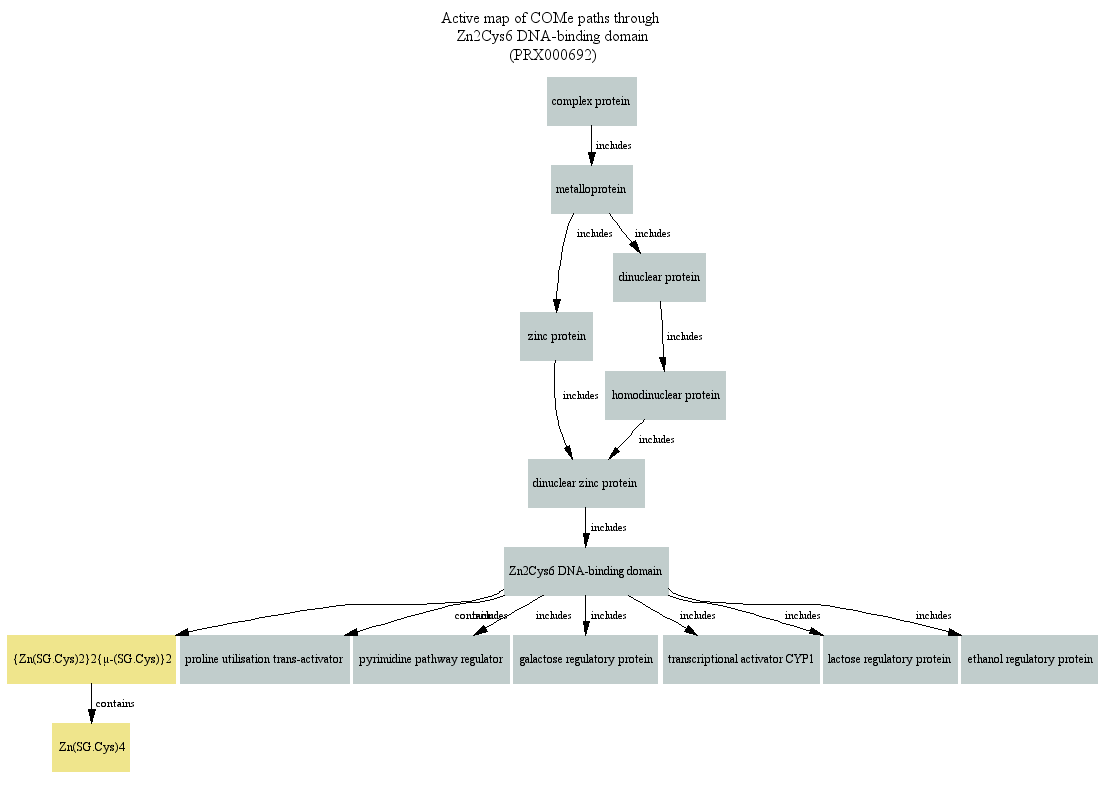 Active map of COMe paths through
Zn2Cys6 DNA-binding domain
(PRX000692)
complex protein
includes
metalloprotein
includes
includes
dinuclear protein
zinc protein
includes
homodinuclear protein
includes
includes
dinuclear zinc protein
includes
Zn2Cys6 DNA-binding domain
contains
includes
includes
includes
includes
includes
includes
{Zn(SG.Cys)2}2{μ-(SG.Cys)}2
proline utilisation trans-activator
pyrimidine pathway regulator
galactose regulatory protein
transcriptional activator CYP1
lactose regulatory protein
ethanol regulatory protein
contains
Zn(SG.Cys)4